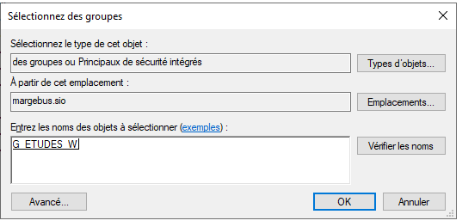 Sélectionnez des groupes
Sélectionnez le type de cet objet :
des groupes ou Principaux de sécurité intégrés
Types d'objets...
À partir de cet emplacement :
margebus.sio
Emplacements...
Entrez les noms des objets à sélectionner (exemples) :
G_ETUDES_W
Vérifier les noms
Avancé...
OK
Annuler